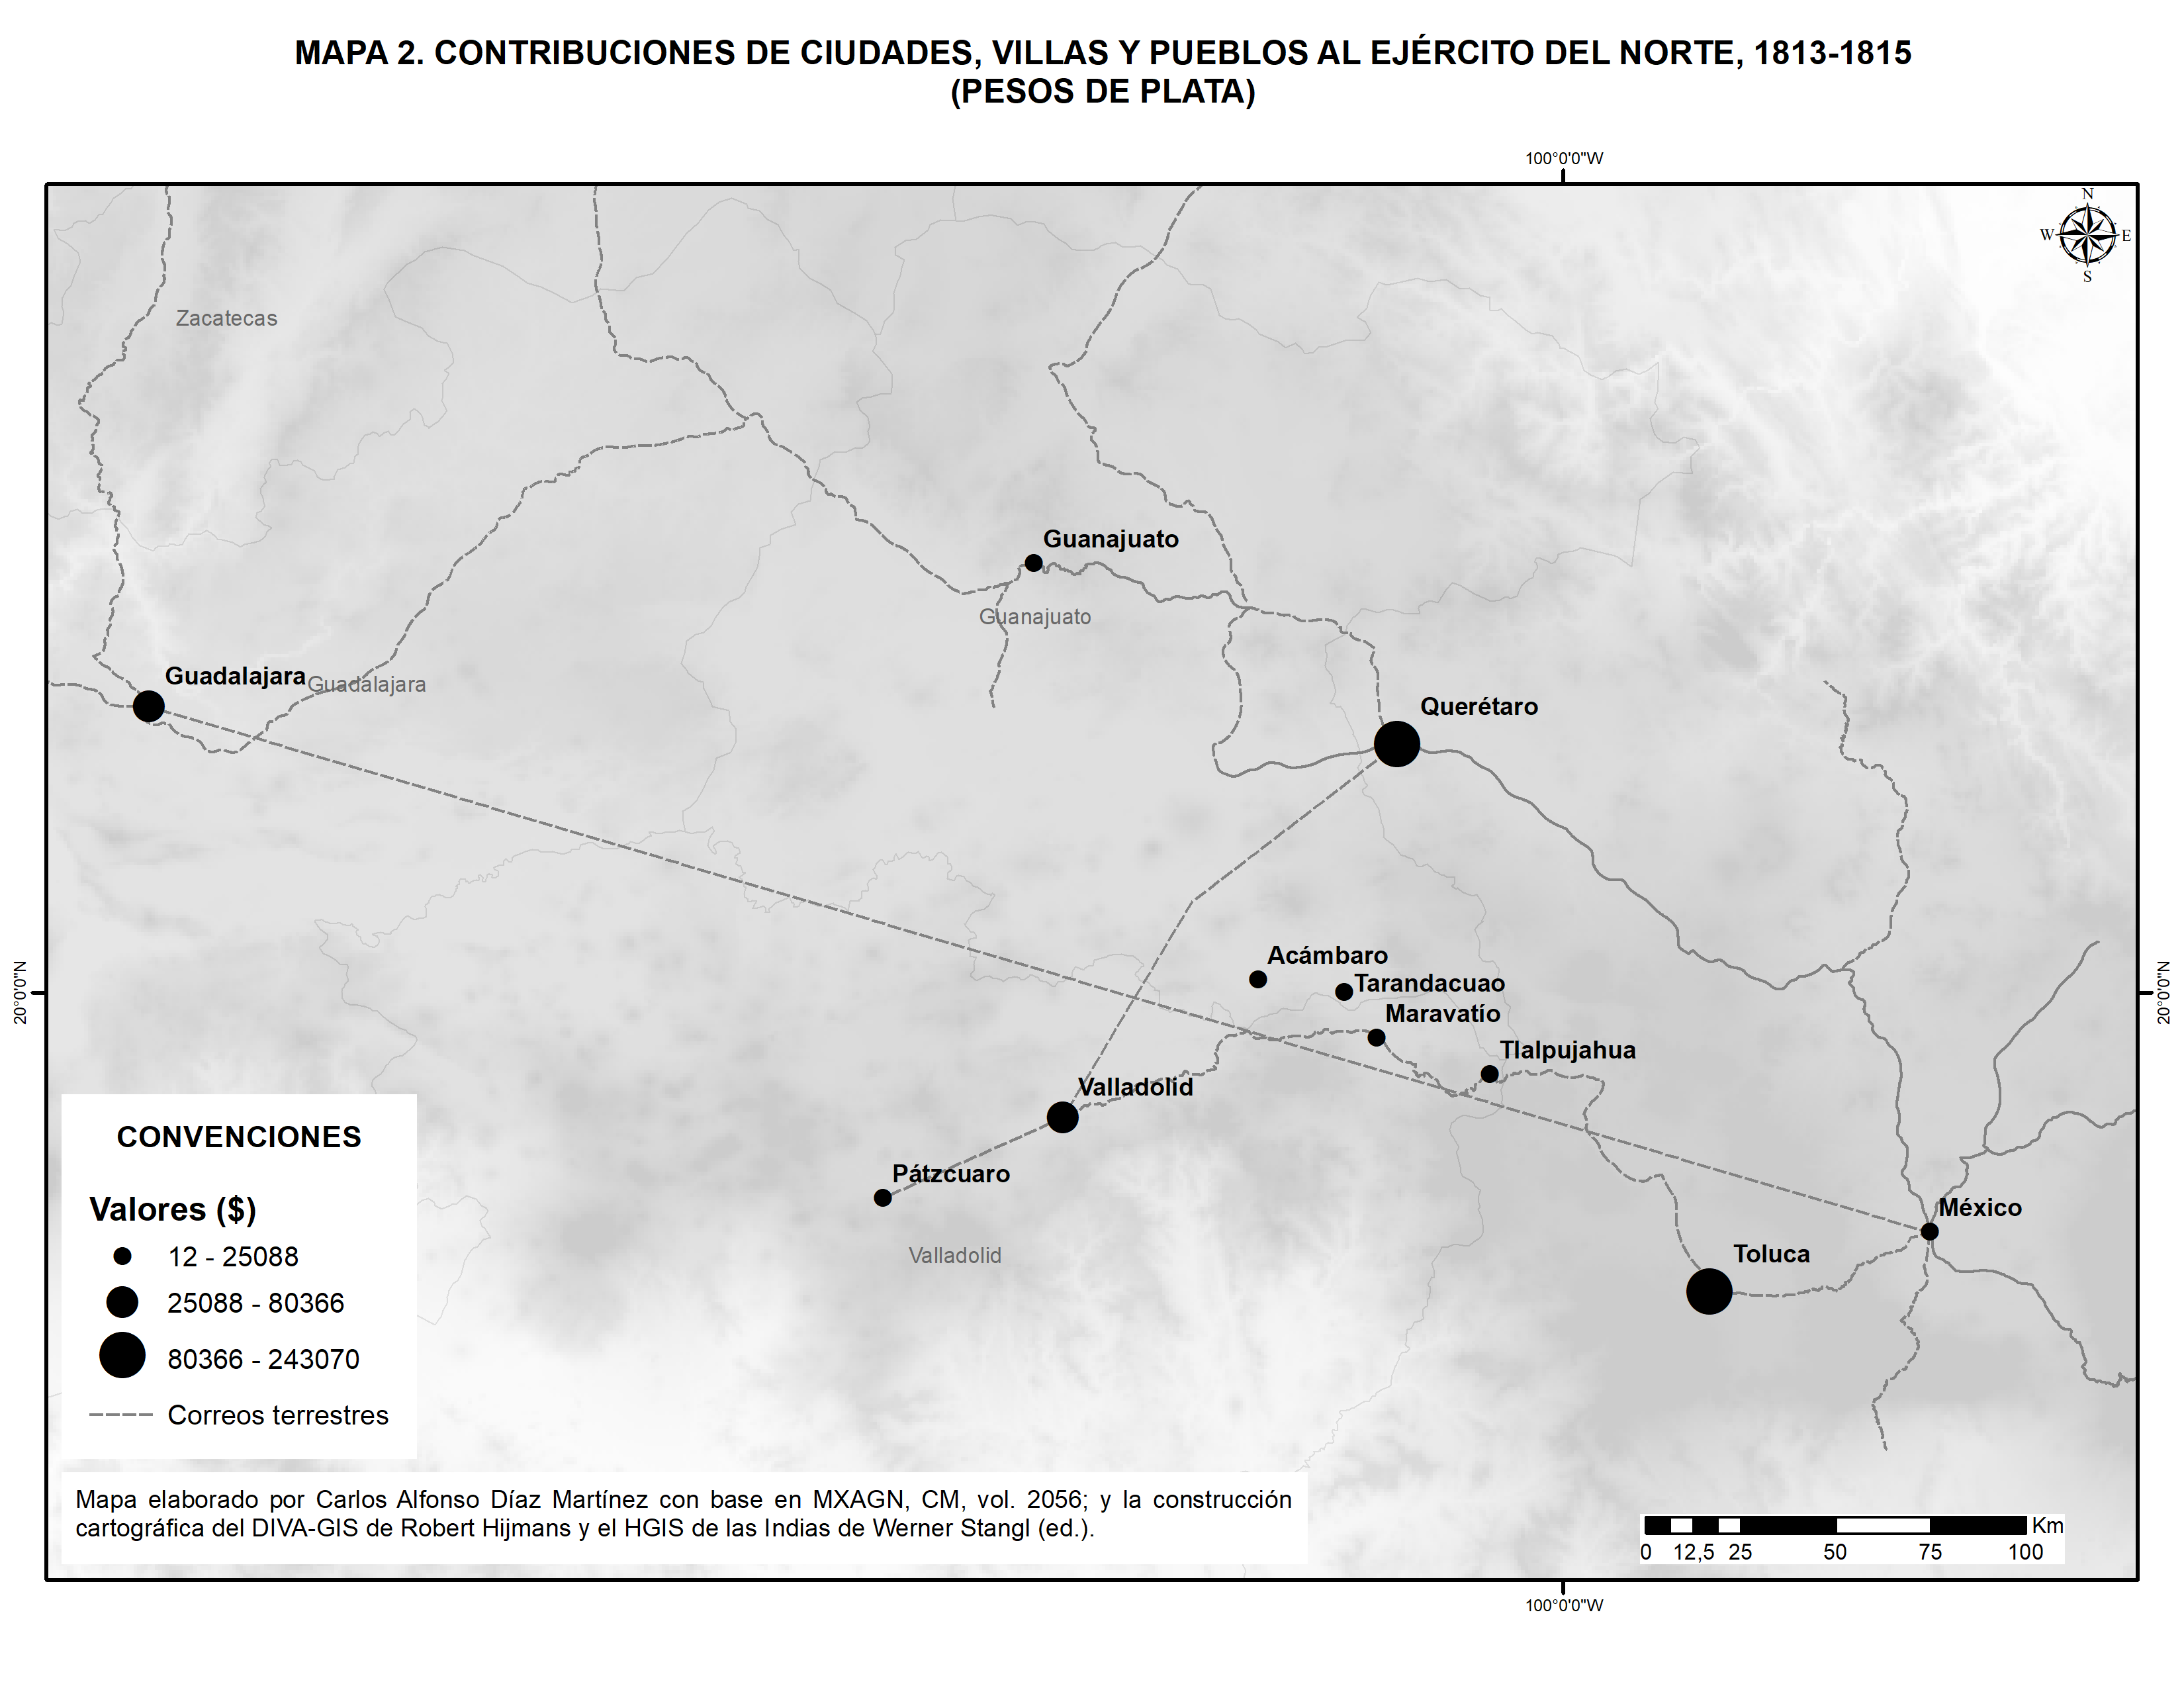 MAPA 2. CONTRIBUCIONES DE CIUDADES, VILLAS Y PUEBLOS AL EJÉRCITO DEL NORTE, 1813-1815
(PESOS DE PLATA)
100°0'0"W
N
W
E
S
Zacatecas
Guanajuato
Guanajuato
Guadalajara
Guadalajara
Querétaro
Acámbaro
20°0'0"N
20°0'0"N
Tarandacuao
Maravatío
Tlalpujahua
Valladolid
Pátzcuaro
México
Valladolid
Toluca
CONVENCIONES
Valores ($)
12 - 25088
25088 - 80366
80366 - 243070
Correos terrestres
Mapa elaborado por Carlos Alfonso Díaz Martínez con base en MXAGN, CM, vol. 2056; y la construcción
cartográfica del DIVA-GIS de Robert Hijmans y el HGIS de las Indias de Werner Stangl (ed.).
Km
0 12,5 25 50 75 100
100°0'0"W